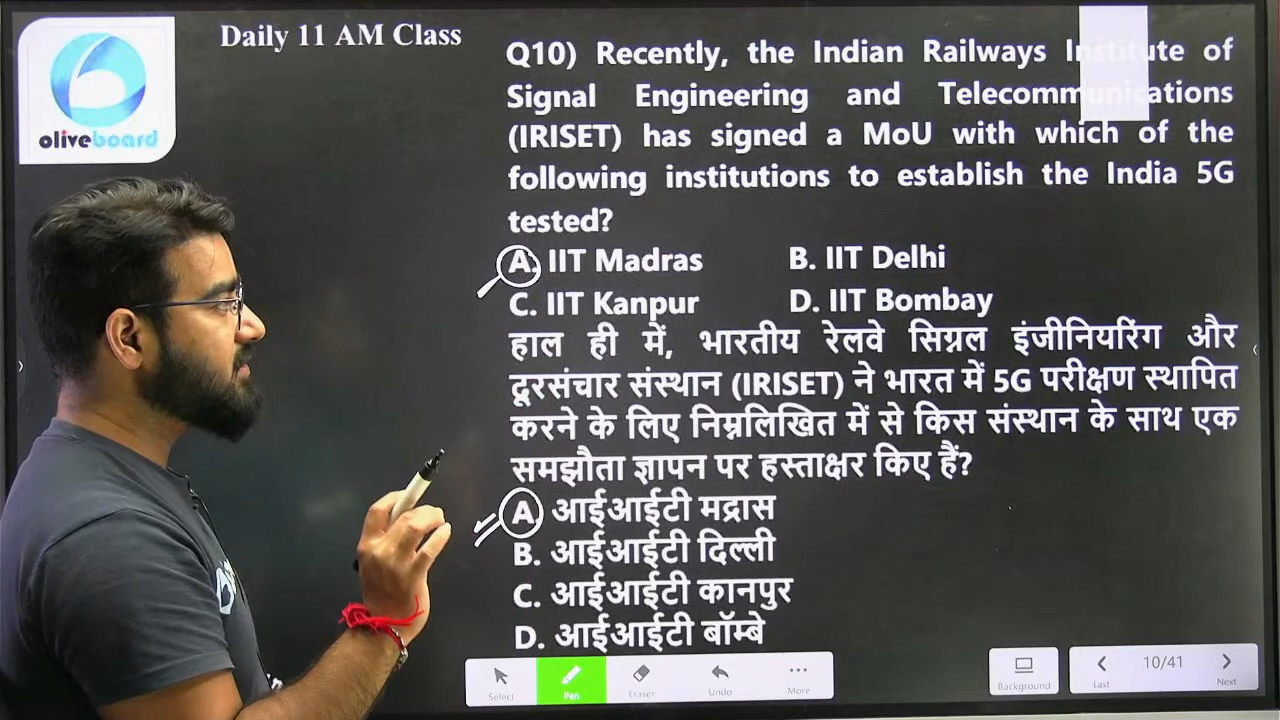 Daily 11 AM Class
oliveboard
Q10) Recently, the Indian Railways Institute of
Signal Engineering and Telecommunications
(IRISET) has signed a MoU with which of the
following institutions to establish the India 5G
tested?
A. IIT Madras B. IIT Delhi
C. IIT Kanpur D. IIT Bombay
हाल ही में, भारतीय रेलवे सिग्नल इंजीनियरिंग और
दूरसंचार संस्थान (IRISET) ने भारत में 5G परीक्षण स्थापित
करने के लिए निम्नलिखित में से किस संस्थान के साथ एक
समझौता ज्ञापन पर हस्ताक्षर किए हैं?
A. आईआईटी मद्रास
B. आईआईटी दिल्ली
C. आईआईटी कानपुर
D. आईआईटी बॉम्बे
Select Pen Eraser Undo More Background Last 10/41 Next